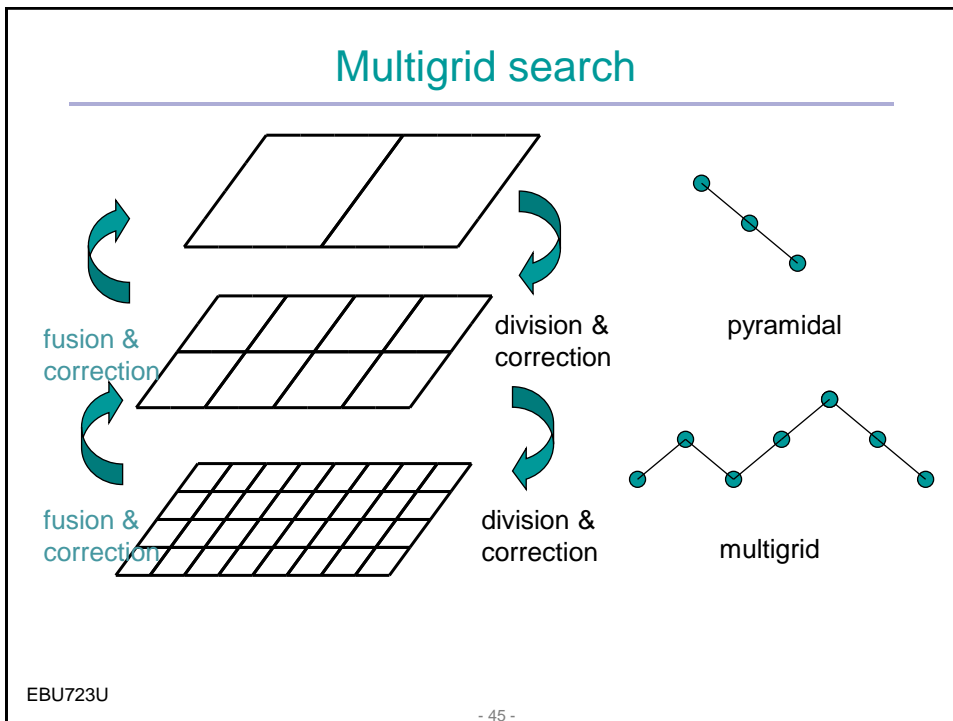 Multigrid search
fusion &
correction
division &
correction
pyramidal
fusion &
correction
division &
correction
multigrid
EBU723U
- 45 -